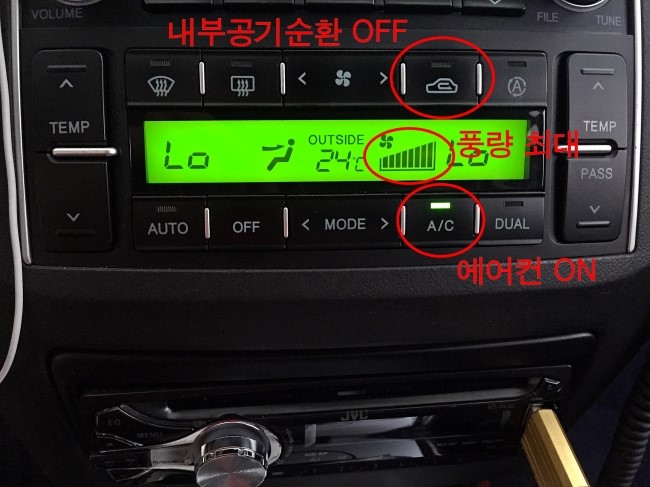 VOLUME
FILE
TUNE
내부공기순환 OFF
TEMP
TEMP
OUTSIDE
Lo
24℃
Lo
풍량 최대
PASS
AUTO
OFF
MODE
A/C
DUAL
에어컨 ON
JVC
MENU